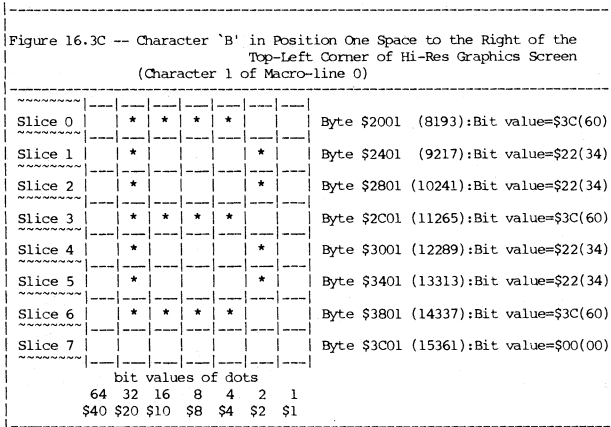 Figure 16.3C -- Character `B' in Position One Space to the Right of the
Top-Left Corner of Hi-Res Graphics Screen
(Character 1 of Macro-line 0)
Slice 0 | | * | * | * | * | | | Byte $2001 (8193):Bit value=$3C(60)
Slice 1 | | * | | | | * | | Byte $2401 (9217):Bit value=$22(34)
Slice 2 | | * | | | | * | | Byte $2801 (10241):Bit value=$22(34)
Slice 3 | | * | * | * | * | | | Byte $2C01 (11265):Bit value=$3C(60)
Slice 4 | | * | | | | * | | Byte $3001 (12289):Bit value=$22(34)
Slice 5 | | * | | | | * | | Byte $3401 (13313):Bit value=$22(34)
Slice 6 | | * | * | * | * | | | Byte $3801 (14337):Bit value=$3C(60)
Slice 7 | | | | | | | | Byte $3C01 (15361):Bit value=$00(00)
bit values of dots
64 32 16 8 4 2 1
$40 $20 $10 $8 $4 $2 $1